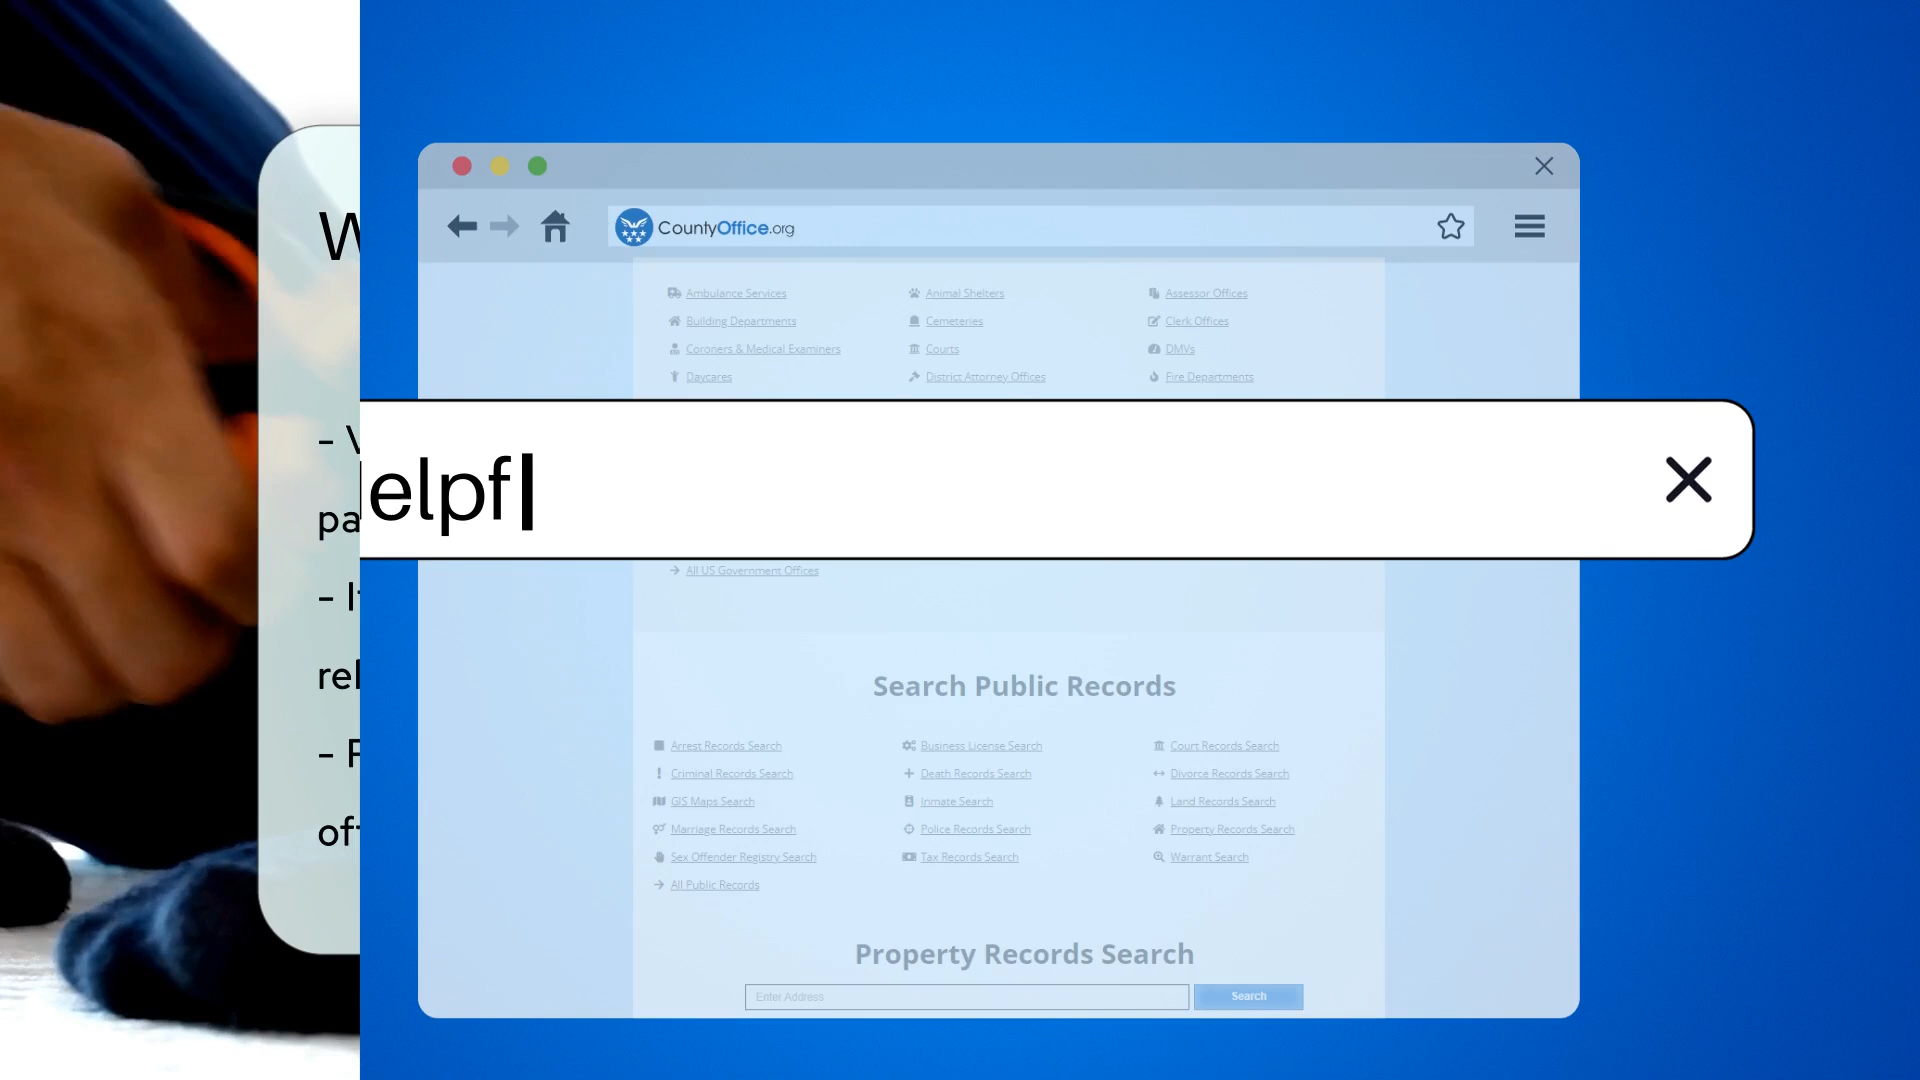 CountyOffice.org
Ambulance Services
Animal Shelters
Assessor Offices
Building Departments
Cemeteries
Clerk Offices
Coroners & Medical Examiners
Courts
DMVs
Daycares
District Attorney Offices
Fire Departments
elpf
All US Government Offices
Search Public Records
Arrest Records Search
Business License Search
Court Records Search
Criminal Records Search
Death Records Search
Divorce Records Search
GIS Maps Search
Inmate Search
Land Records Search
Marriage Records Search
Police Records Search
Property Records Search
Sex Offender Registry Search
Tax Records Search
Warrant Search
All Public Records
Property Records Search
Enter Address
Search